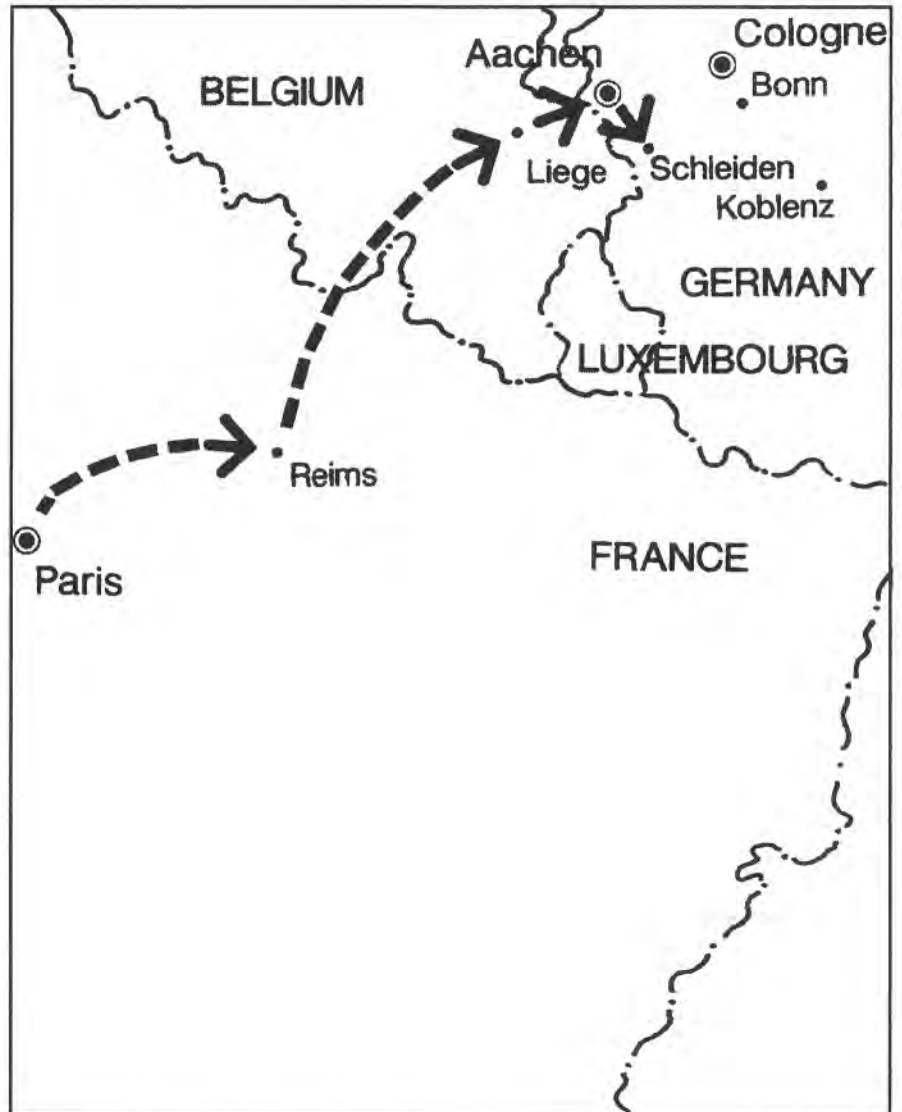 Cologne
Aachen
BELGIUM
Bonn
Liege
Schleiden
Koblenz
GERMANY
LUXEMBOURG
Reims
FRANCE
Paris